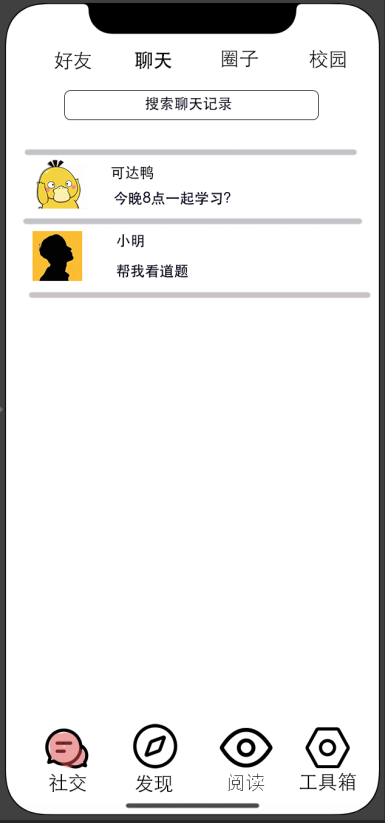 好友 聊天 圈子 校园
搜索聊天记录
可达鸭
今晚8点一起学习?
小明
帮我看道题
社交 发现 阅读 工具箱